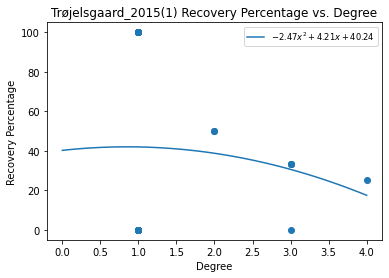 Trøjelsgaard_2015(1) Recovery Percentage vs. Degree
−2.47x² + 4.21x + 40.24
100
80
60
40
20
0
Recovery Percentage
0.0 0.5 1.0 1.5 2.0 2.5 3.0 3.5 4.0
Degree